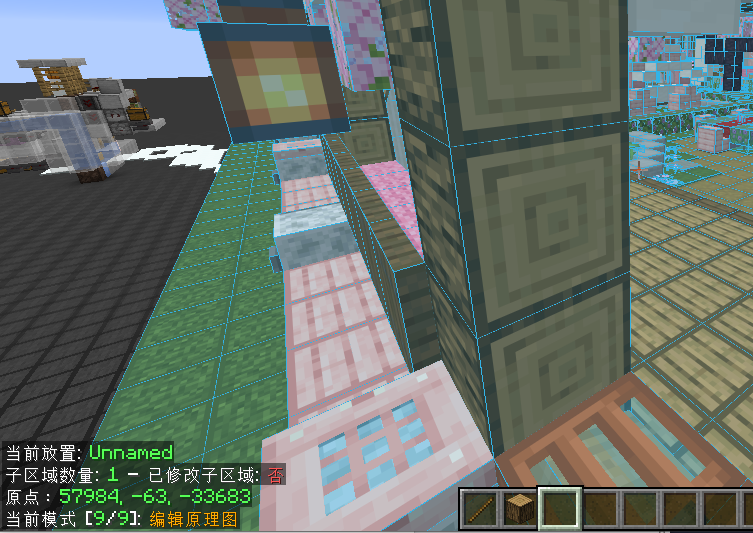 当前放置: Unnamed
子区域数量: 1 - 已修改子区域: 否
原点: 57984, -63, -33683
当前模式 [9/9]: 编辑原理图